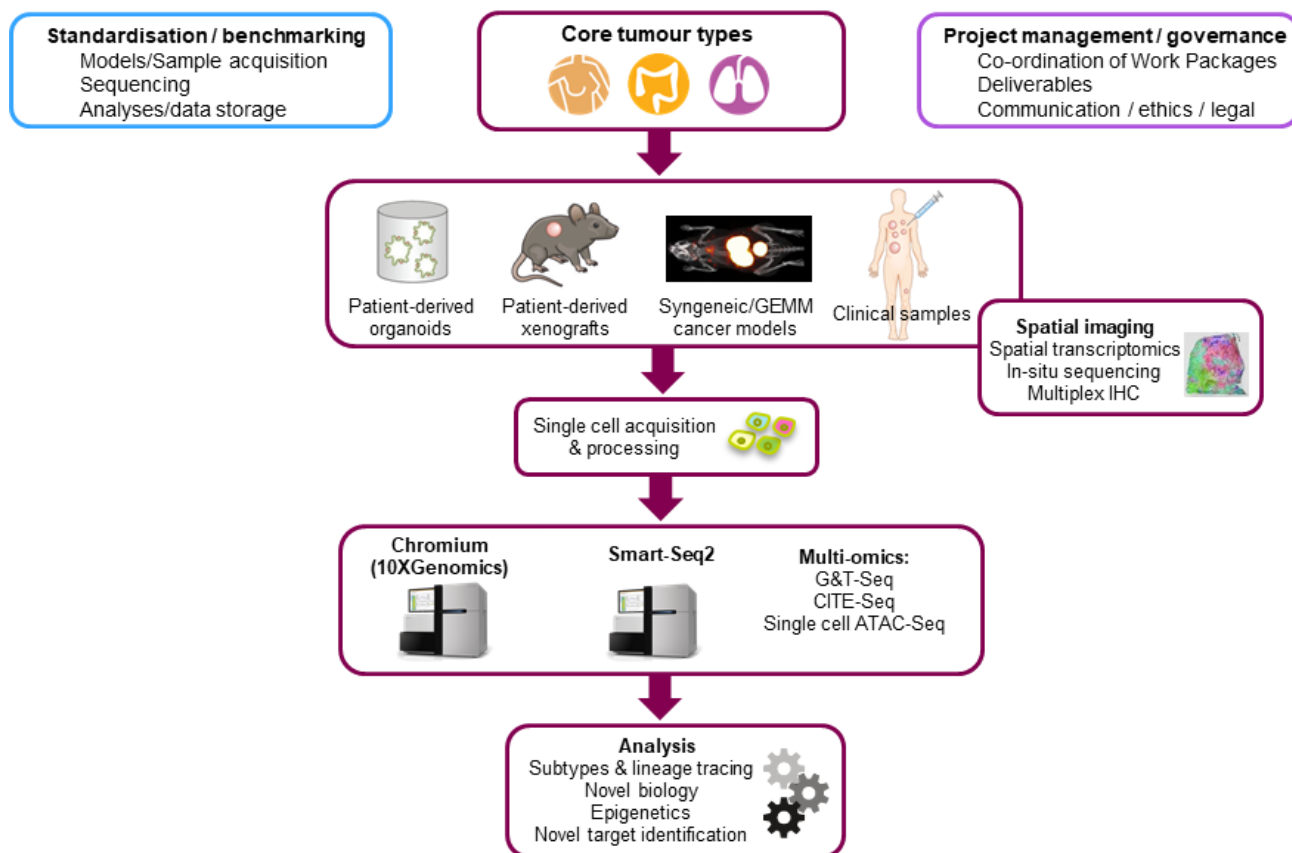 Standardisation / benchmarking
Models/Sample acquisition
Sequencing
Analyses/data storage
Core tumour types
Project management / governance
Co-ordination of Work Packages
Deliverables
Communication / ethics / legal
Patient-derived
organoids
Patient-derived
xenografts
Syngeneic/GEMM
cancer models
Clinical samples
Spatial imaging
Spatial transcriptomics
In-situ sequencing
Multiplex IHC
Single cell acquisition
& processing
Chromium
(10XGenomics)
Smart-Seq2
Multi-omics:
G&T-Seq
CITE-Seq
Single cell ATAC-Seq
Analysis
Subtypes & lineage tracing
Novel biology
Epigenetics
Novel target identification